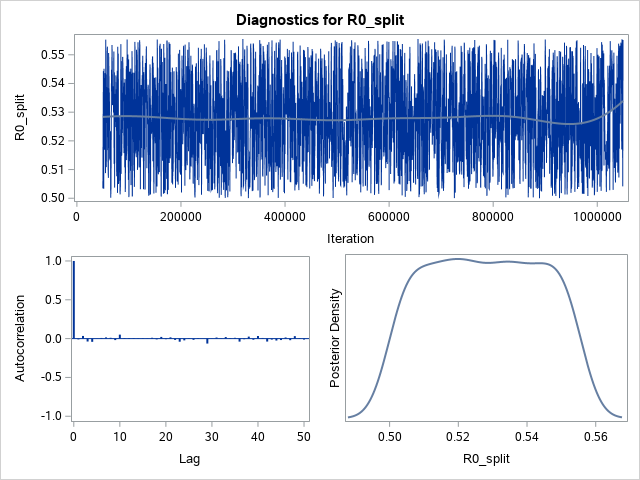 Diagnostics for R0_split
R0_split
0.55
0.54
0.53
0.52
0.51
0.50
0 200000 400000 600000 800000 1000000
Iteration
Autocorrelation
1.0
0.5
0.0
-0.5
-1.0
0 10 20 30 40 50
Lag
Posterior Density
0.50 0.52 0.54 0.56
R0_split